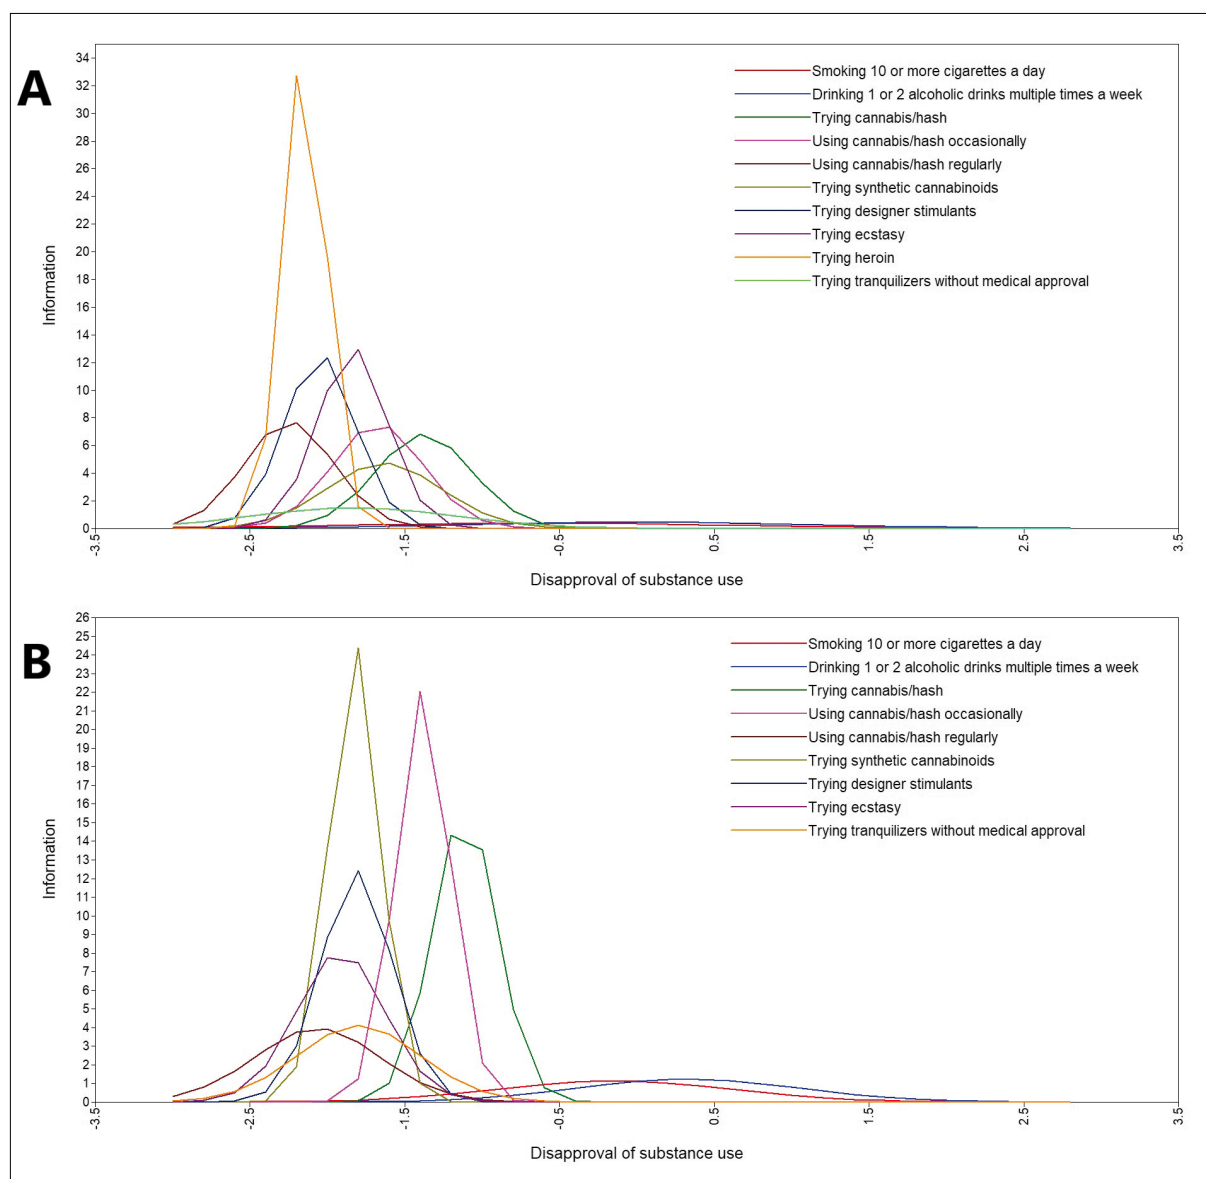 A
34
32
30
28
26
24
22
20
18
16
14
12
10
8
6
4
2
0
Information
Smoking 10 or more cigarettes a day
Drinking 1 or 2 alcoholic drinks multiple times a week
Trying cannabis/hash
Using cannabis/hash occasionally
Using cannabis/hash regularly
Trying synthetic cannabinoids
Trying designer stimulants
Trying ecstasy
Trying heroin
Trying tranquilizers without medical approval
-3.5 -2.5 -1.5 -0.5 0.5 1.5 2.5 3.5
Disapproval of substance use
B
26
25
24
23
22
21
20
19
18
17
16
15
14
13
12
11
10
9
8
7
6
5
4
3
2
1
0
Information
Smoking 10 or more cigarettes a day
Drinking 1 or 2 alcoholic drinks multiple times a week
Trying cannabis/hash
Using cannabis/hash occasionally
Using cannabis/hash regularly
Trying synthetic cannabinoids
Trying designer stimulants
Trying ecstasy
Trying tranquilizers without medical approval
-3.5 -2.5 -1.5 -0.5 0.5 1.5 2.5 3.5
Disapproval of substance use